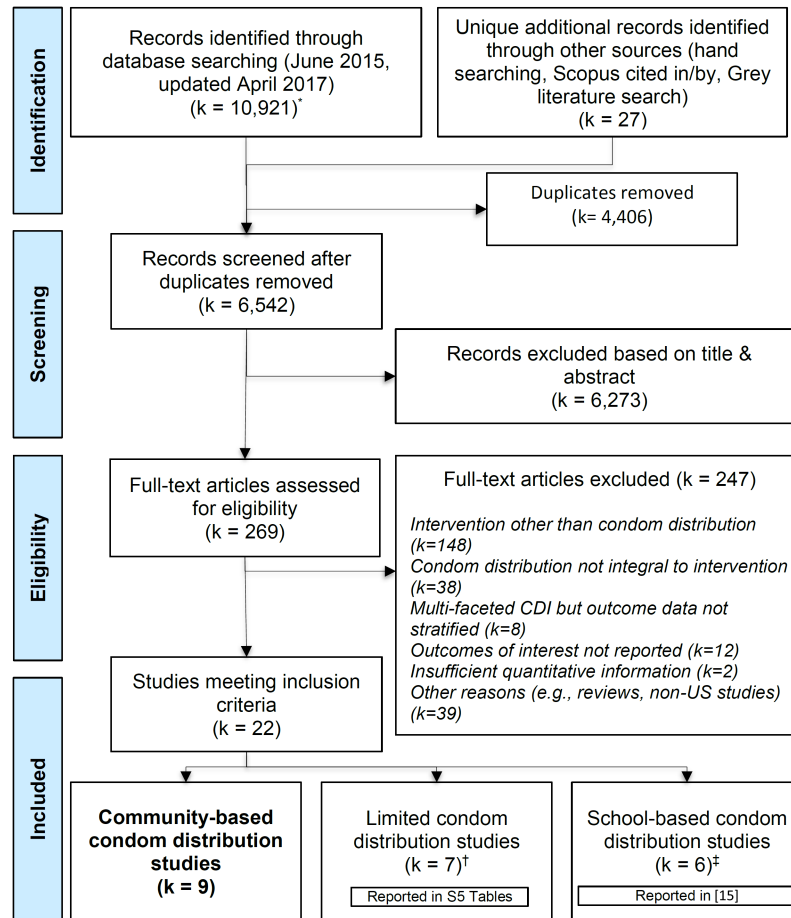 Identification
Records identified through
database searching (June 2015,
updated April 2017)
(k = 10,921)*
Unique additional records identified
through other sources (hand
searching, Scopus cited in/by, Grey
literature search)
(k = 27)
Duplicates removed
(k= 4,406)
Screening
Records screened after
duplicates removed
(k = 6,542)
Records excluded based on title &
abstract
(k = 6,273)
Eligibility
Full-text articles assessed
for eligibility
(k = 269)
Full-text articles excluded (k = 247)
Intervention other than condom distribution
(k=148)
Condom distribution not integral to intervention
(k=38)
Multi-faceted CDI but outcome data not
stratified (k=8)
Outcomes of interest not reported (k=12)
Insufficient quantitative information (k=2)
Other reasons (e.g., reviews, non-US studies)
(k=39)
Studies meeting inclusion
criteria
(k = 22)
Included
Community-based
condom distribution
studies
(k = 9)
Limited condom
distribution studies
(k = 7)†
Reported in S5 Tables
School-based condom
distribution studies
(k = 6)‡
Reported in [15]